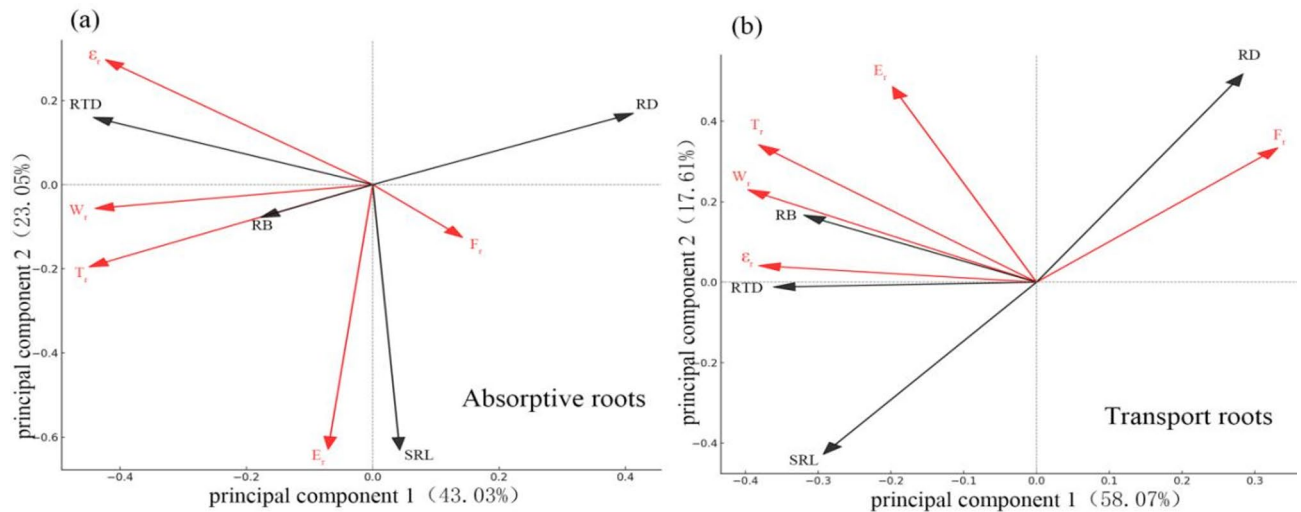 (a)
εr
0.2
RTD
RD
0.0
Wr
RB
Fr
Tr
−0.2
−0.4
Absorptive roots
−0.6
Er
SRL
−0.4
−0.2
0.0
0.2
0.4
principal component 1（43.03%）
principal component 2（23.05%）
(b)
RD
Er
0.4
Tr
Fr
Wr
0.2
RB
εr
RTD
0.0
−0.2
Transport roots
−0.4
SRL
−0.4
−0.3
−0.2
−0.1
0.0
0.1
0.2
0.3
principal component 1（58.07%）
principal component 2（17.61%）